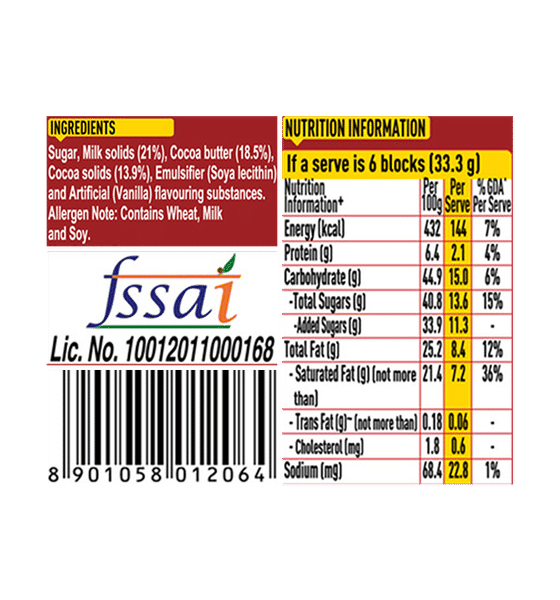 INGREDIENTS
Sugar, Milk solids (21%), Cocoa butter (18.5%),
Cocoa solids (13.9%), Emulsifier (Soya lecithin)
and Artificial (Vanilla) flavouring substances.
Allergen Note: Contains Wheat, Milk
and Soy.
fssai
Lic. No. 10012011000168
8 901058 012064
NUTRITION INFORMATION
If a serve is 6 blocks (33.3 g)
Nutrition Information+ Per 100g Per Serve % GDA* Per Serve
Energy (kcal) 432 144 7%
Protein (g) 6.4 2.1 4%
Carbohydrate (g) 44.9 15.0 6%
-Total Sugars (g) 40.8 13.6 15%
-Added Sugars (g) 33.9 11.3 -
Total Fat (g) 25.2 8.4 12%
- Saturated Fat (g) (not more than) 21.4 7.2 36%
- Trans Fat (g)~ (not more than) 0.18 0.06 -
- Cholesterol (mg) 1.8 0.6 -
Sodium (mg) 68.4 22.8 1%